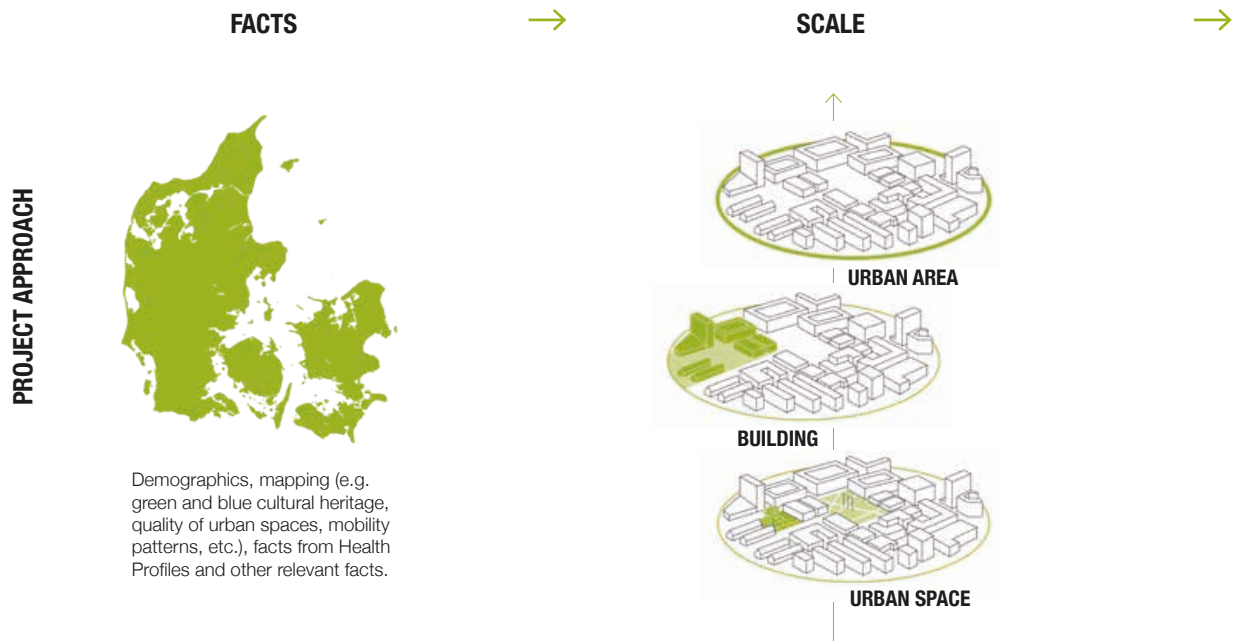 FACTS
SCALE
PROJECT APPROACH
URBAN AREA
BUILDING
URBAN SPACE
Demographics, mapping (e.g.
green and blue cultural heritage,
quality of urban spaces, mobility
patterns, etc.), facts from Health
Profiles and other relevant facts.